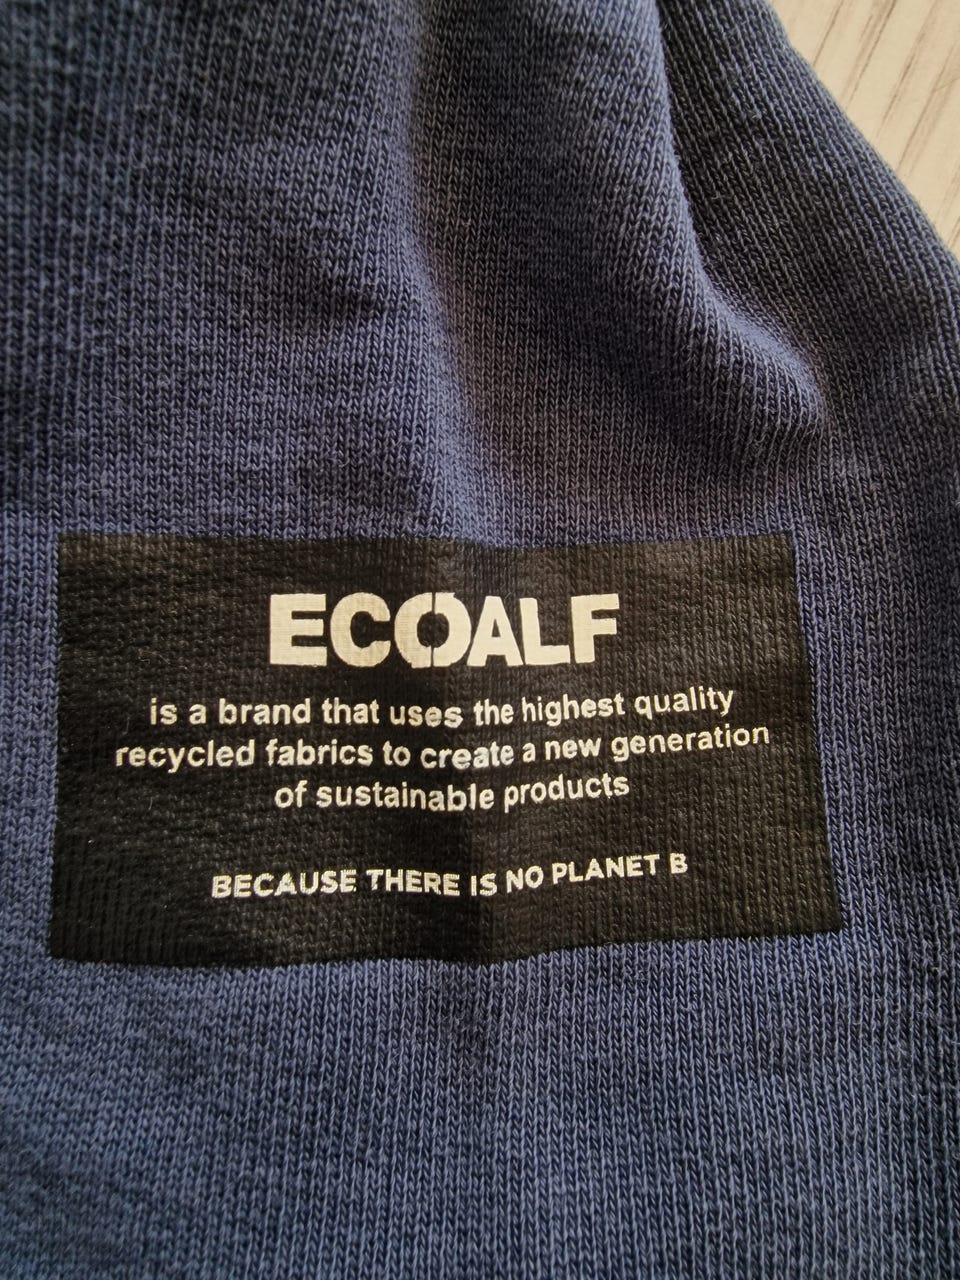 ECOALF
is a brand that uses the highest quality
recycled fabrics to create a new generation
of sustainable products
BECAUSE THERE IS NO PLANET B